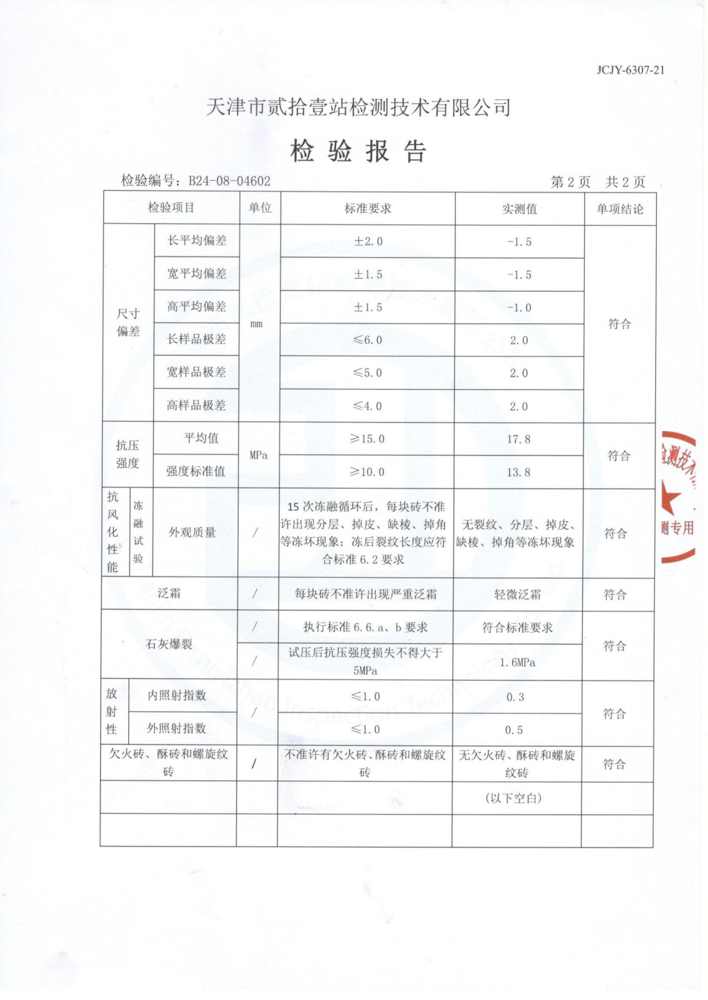 JCJY-6307-21
天津市贰拾壹站检测技术有限公司
检验报告
检验编号：B24-08-04602 第2页 共2页
检验项目 单位 标准要求 实测值 单项结论
尺寸
偏差
mm
符合
长平均偏差 ±2.0 -1.5
宽平均偏差 ±1.5 -1.5
高平均偏差 ±1.5 -1.0
长样品极差 ≤6.0 2.0
宽样品极差 ≤5.0 2.0
高样品极差 ≤4.0 2.0
抗压
强度
MPa
符合
平均值 ≥15.0 17.8
强度标准值 ≥10.0 13.8
抗风化性能
冻融试验
外观质量
/
15次冻融循环后，每块砖不准
许出现分层、掉皮、缺棱、掉角
等冻坏现象；冻后裂纹长度应符
合标准6.2要求
无裂纹、分层、掉皮、
缺棱、掉角等冻坏现象
符合
泛霜 / 每块砖不准许出现严重泛霜 轻微泛霜 符合
石灰爆裂
/ 执行标准6.6.a、b要求 符合标准要求
/ 试压后抗压强度损失不得大于
5MPa
1.6MPa
符合
放射性
内照射指数 ≤1.0 0.3
/
外照射指数 ≤1.0 0.5
符合
欠火砖、酥砖和螺旋纹
砖
/
不准许有欠火砖、酥砖和螺旋纹
砖
无欠火砖、酥砖和螺旋
纹砖
符合
(以下空白)
测技术
测专用